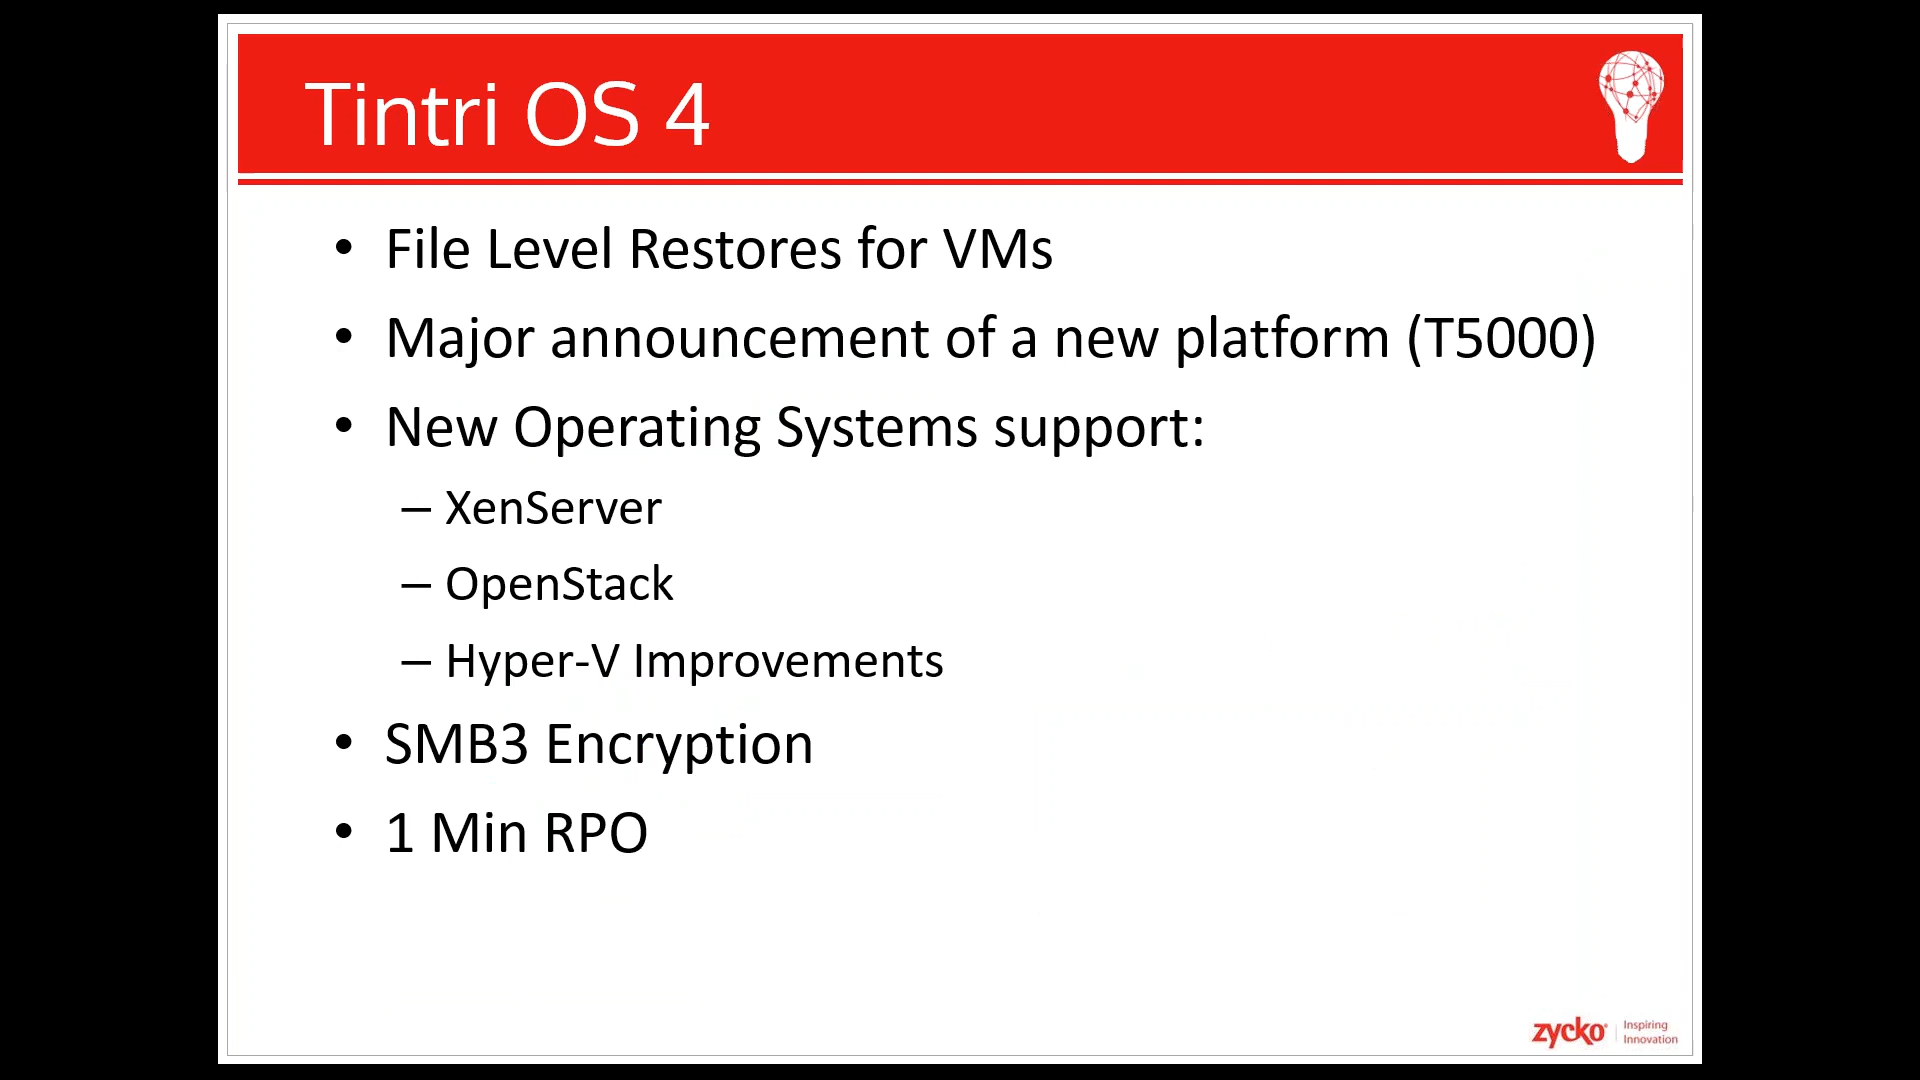 Tintri OS 4
• File Level Restores for VMs
• Major announcement of a new platform (T5000)
• New Operating Systems support:
– XenServer
– OpenStack
– Hyper-V Improvements
• SMB3 Encryption
• 1 Min RPO
zycko
Inspiring
Innovation